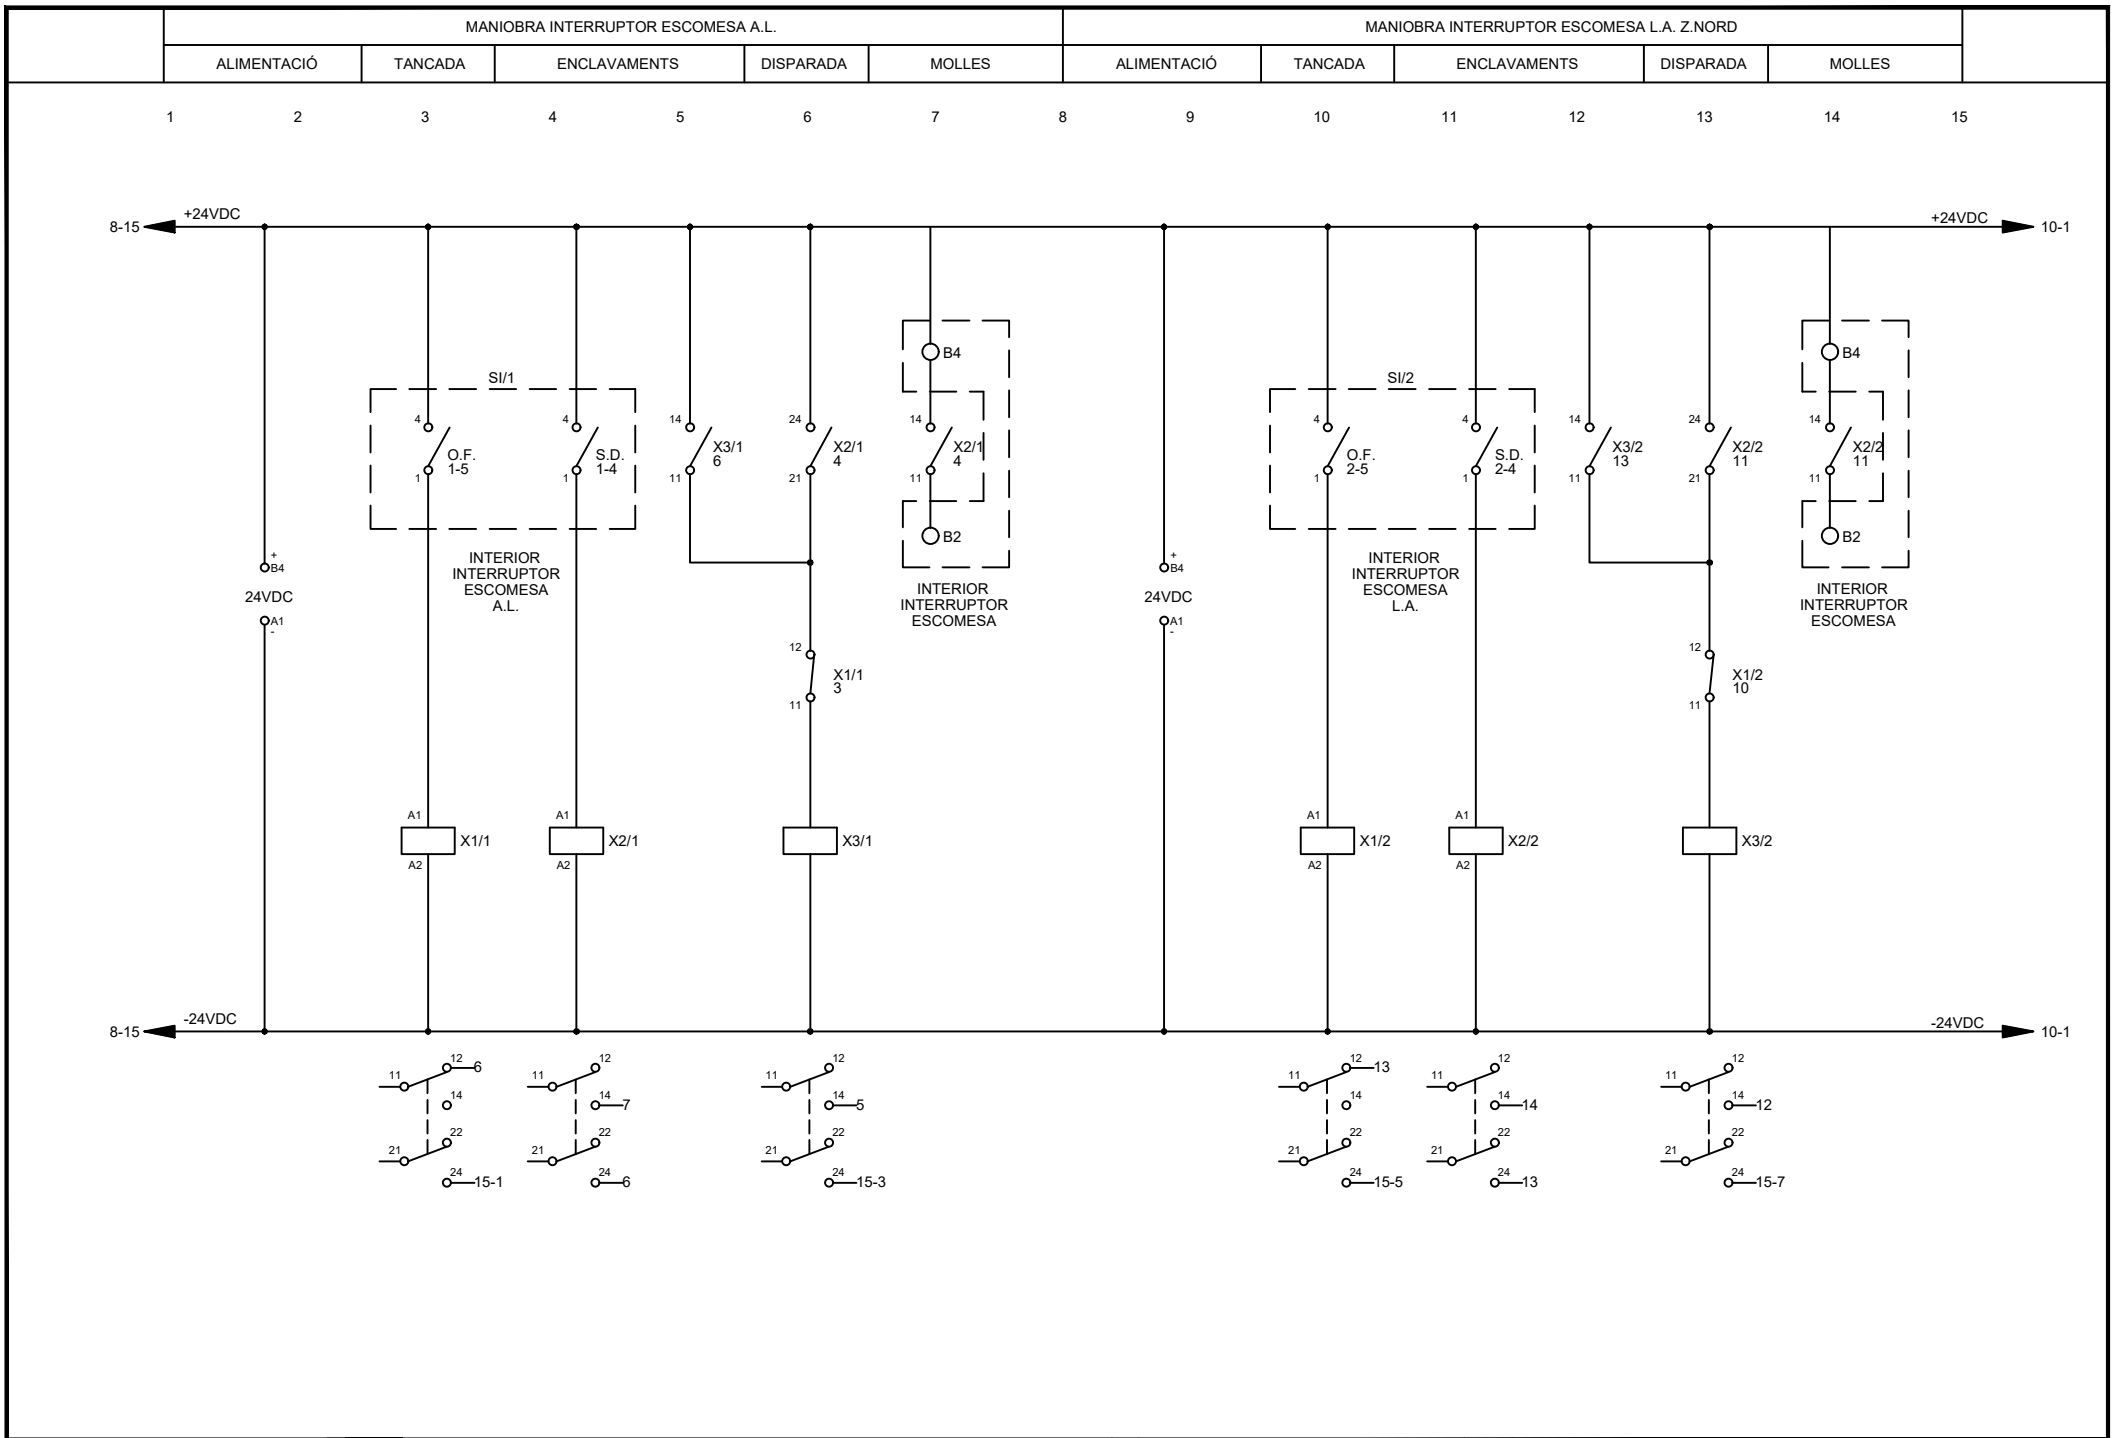 MANIOBRA INTERRUPTOR ESCOMESA A.L. MANIOBRA INTERRUPTOR ESCOMESA L.A. Z.NORD
ALIMENTACIÓ TANCADA ENCLAVAMENTS DISPARADA MOLLES ALIMENTACIÓ TANCADA ENCLAVAMENTS DISPARADA MOLLES
1 2 3 4 5 6 7 8 9 10 11 12 13 14 15
+24VDC +24VDC
8-15 10-1
B4 B4
SI/1 SI/2
4 4 14 24 14 4 4 14 24 14
O.F. S.D. X3/1 X2/1 X2/1 O.F. S.D. X3/2 X2/2 X2/2
1-5 1-4 6 4 4 2-5 2-4 13 11 11
1 1 11 21 11 1 1 11 21 11
B2 B2
+ +
B4 B4
24VDC 24VDC
A1 A1
- -
INTERIOR
INTERRUPTOR
ESCOMESA
A.L.
INTERIOR
INTERRUPTOR
ESCOMESA
INTERIOR
INTERRUPTOR
ESCOMESA
L.A.
INTERIOR
INTERRUPTOR
ESCOMESA
12 12
X1/1 X1/2
3 10
11 11
A1 A1 A1 A1
X1/1 X2/1 X3/1 X1/2 X2/2 X3/2
A2 A2 A2 A2
-24VDC -24VDC
8-15 10-1
12 6 12 12 12 13 12 12
11 11 11 11 11 11
14 14 7 14 5 14 14 14 14 12
22 22 22 22 22 22
21 21 21 21 21 21
24 15-1 24 6 24 15-3 24 15-5 24 13 24 15-7